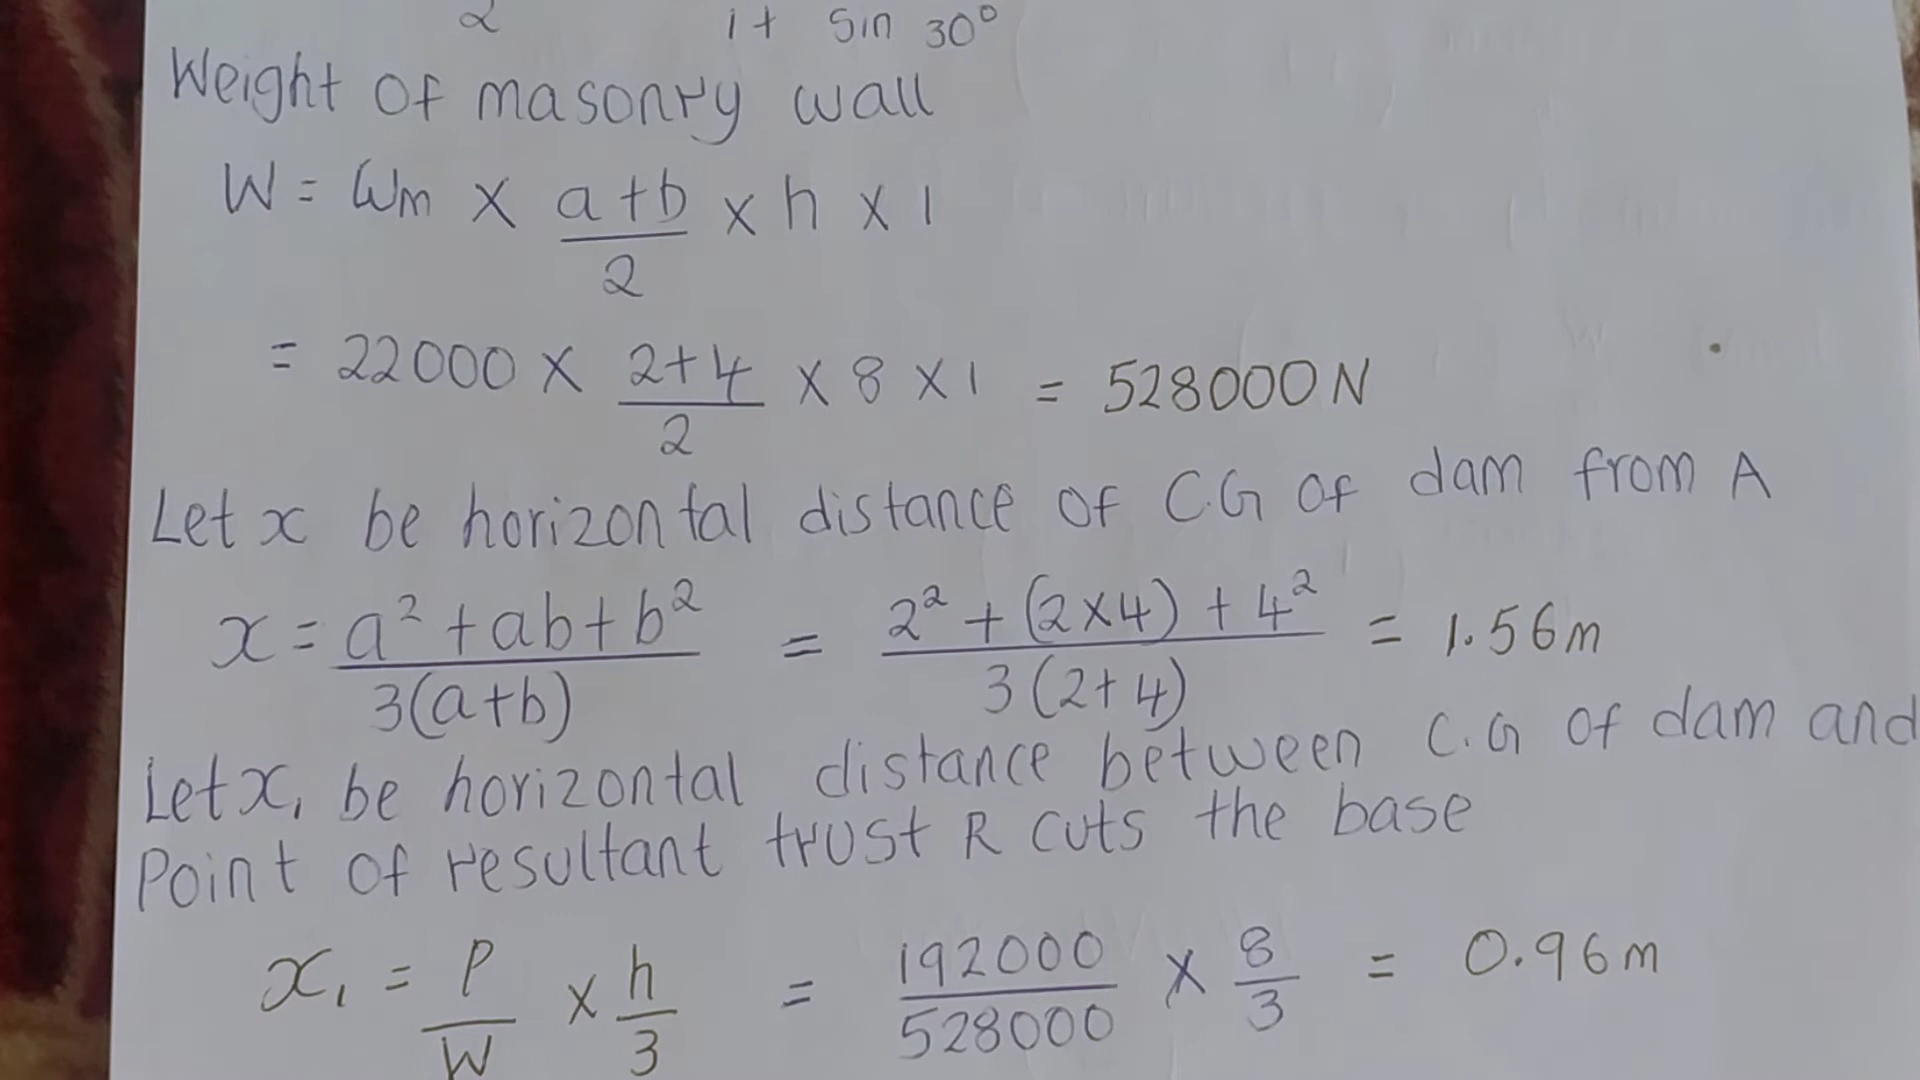 2 1 + Sin 30°
Weight of masonry wall
W = Wm × a+b/2 × h × 1
= 22000 × 2+4/2 × 8 × 1 = 528000N
Let x be horizontal distance of C.G of dam from A
x = a² + ab + b²/3(a+b) = 2² + (2×4) + 4²/3(2+4) = 1.56m
Let x₁ be horizontal distance between C.G of dam and
Point of resultant trust R cuts the base
x₁ = P/W × h/3 = 192000/528000 × 8/3 = 0.96m